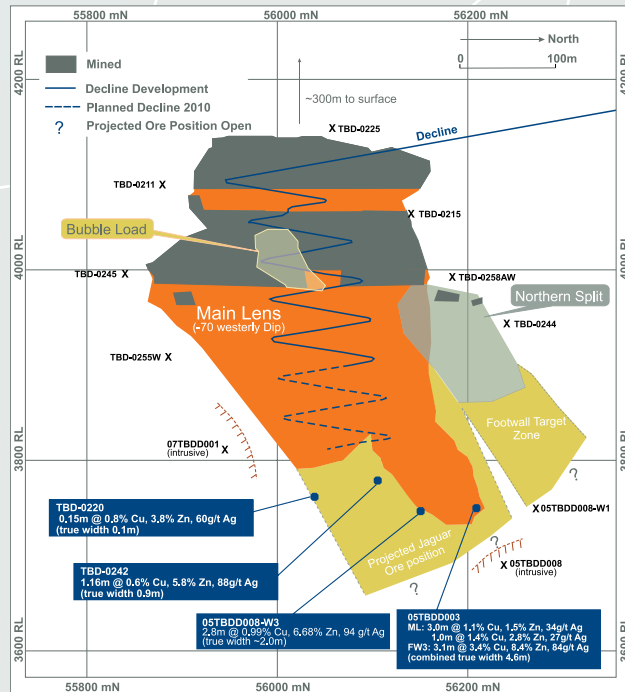 55800 mN
56000 mN
56200 mN
4200 RL
4200 RL
North
0
100m
Mined
Decline Development
Planned Decline 2010
? Projected Ore Position Open
~300m to surface
X TBD-0225
Decline
TBD-0211 X
X TBD-0215
Bubble Load
4000 RL
4000 RL
TBD-0245 X
X TBD-0258AW
Northern Split
Main Lens
(-70 westerly Dip)
X TBD-0244
TBD-0255W X
Footwall Target
Zone
07TBDD001
(intrusive)
X
3800 RL
3800 RL
?
X 05TBDD008-W1
TBD-0220
0.15m @ 0.8% Cu, 3.8% Zn, 60g/t Ag
(true width 0.1m)
?
Projected Jaguar
Ore position
X 05TBDD008
(intrusive)
TBD-0242
1.16m @ 0.6% Cu, 5.8% Zn, 88g/t Ag
(true width 0.9m)
?
05TBDD008-W3
2.8m @ 0.99% Cu, 6.68% Zn, 94 g/t Ag
(true width ~2.0m)
05TBDD003
ML: 3.0m @ 1.1% Cu, 1.5% Zn, 34g/t Ag
1.0m @ 1.4% Cu, 2.8% Zn, 27g/t Ag
FW3: 3.1m @ 3.4% Cu, 8.4% Zn, 84g/t Ag
(combined true width 4.6m)
3600 RL
3600 RL
55800 mN
56000 mN
56200 mN